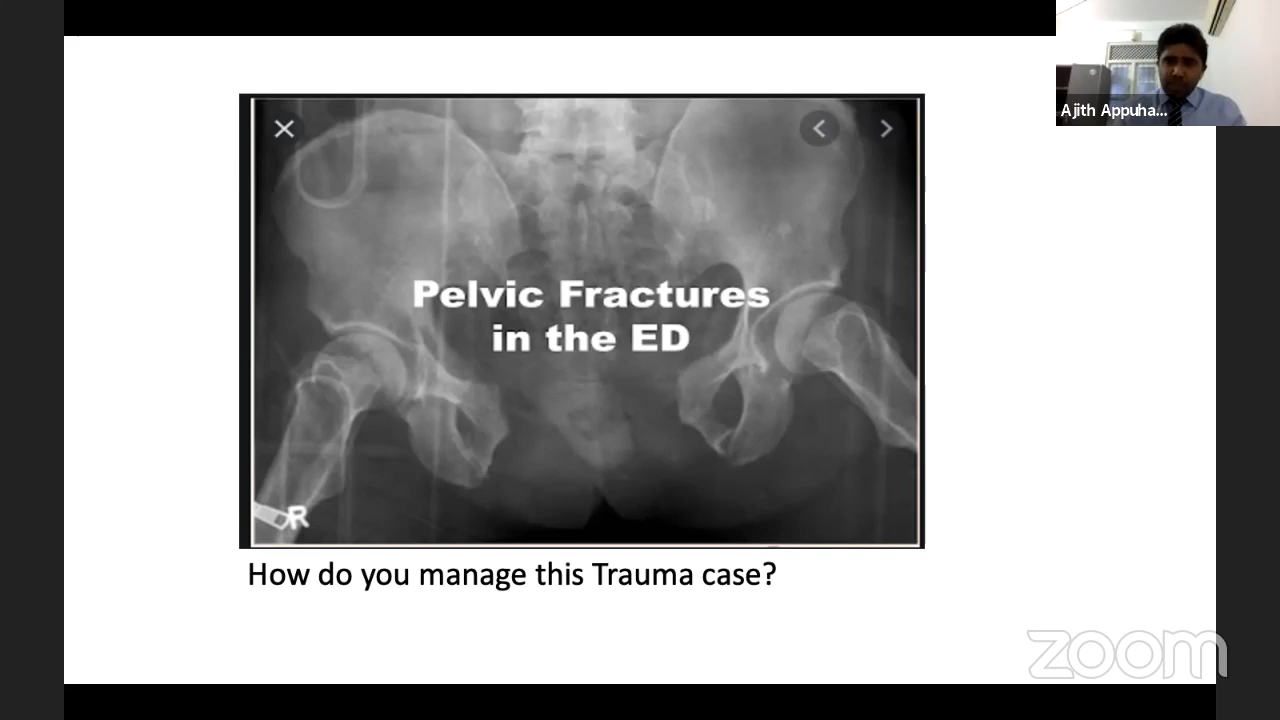 Ajith Appuha...
Pelvic Fractures
in the ED
R
How do you manage this Trauma case?
zoom